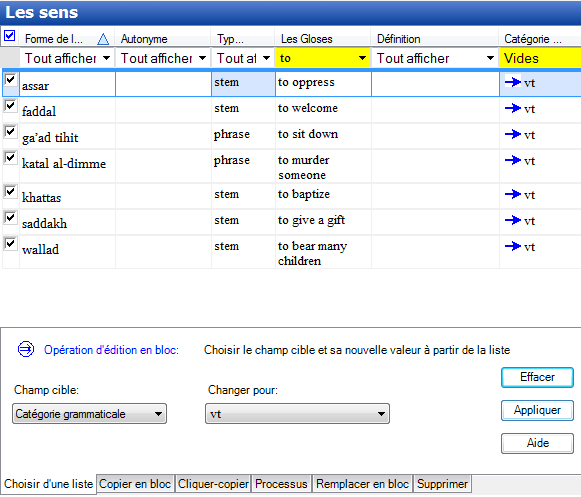 Les sens
Forme de l... Autonyme Typ... Les Gloses Définition Catégorie ...
Tout afficher Tout afficher Tout af to Tout afficher Vides
assar stem to oppress vt
faddal stem to welcome vt
ga’ad tihit phrase to sit down vt
katal al-dimme phrase to murder vt
someone
khattas stem to baptize vt
saddakh stem to give a gift vt
wallad stem to bear many vt
children
Opération d'édition en bloc: Choisir le champ cible et sa nouvelle valeur à partir de la liste
Effacer
Champ cible: Changer pour:
Catégorie grammaticale vt Appliquer
Aide
Choisir d'une liste Copier en bloc Cliquer-copier Processus Remplacer en bloc Supprimer